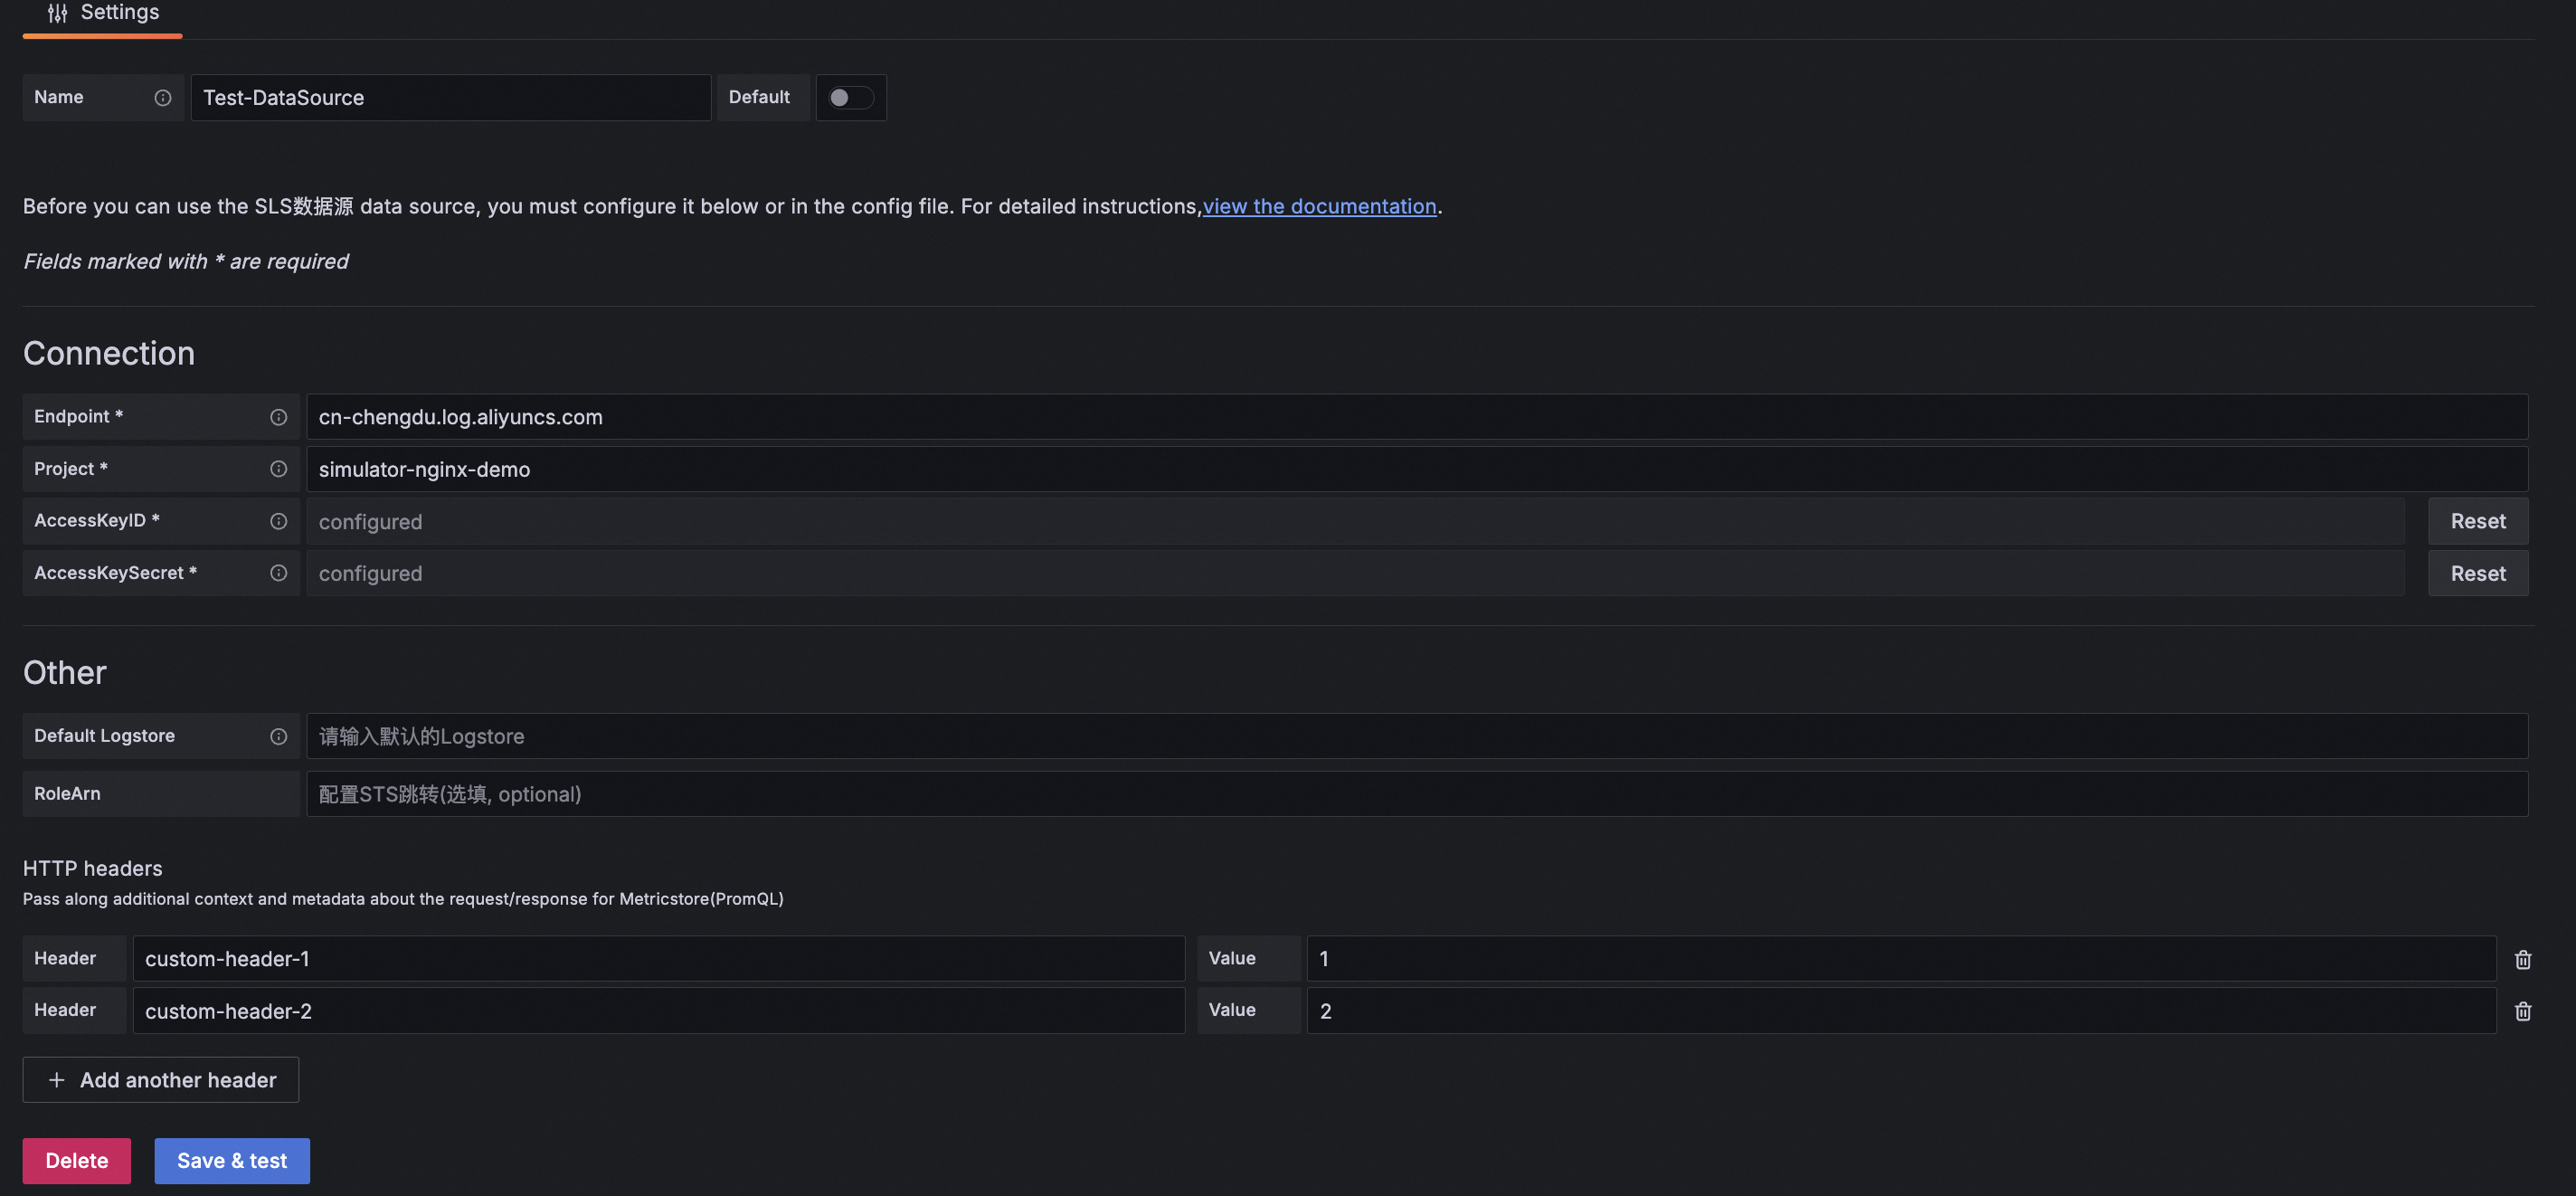 Settings
Name Test-DataSource Default
Before you can use the SLS数据源 data source, you must configure it below or in the config file. For detailed instructions,view the documentation.
Fields marked with * are required
Connection
Endpoint * cn-chengdu.log.aliyuncs.com
Project * simulator-nginx-demo
AccessKeyID * configured Reset
AccessKeySecret * configured Reset
Other
Default Logstore 请输入默认的Logstore
RoleArn 配置STS跳转(选填, optional)
HTTP headers
Pass along additional context and metadata about the request/response for Metricstore(PromQL)
Header custom-header-1 Value 1
Header custom-header-2 Value 2
+ Add another header
Delete Save & test